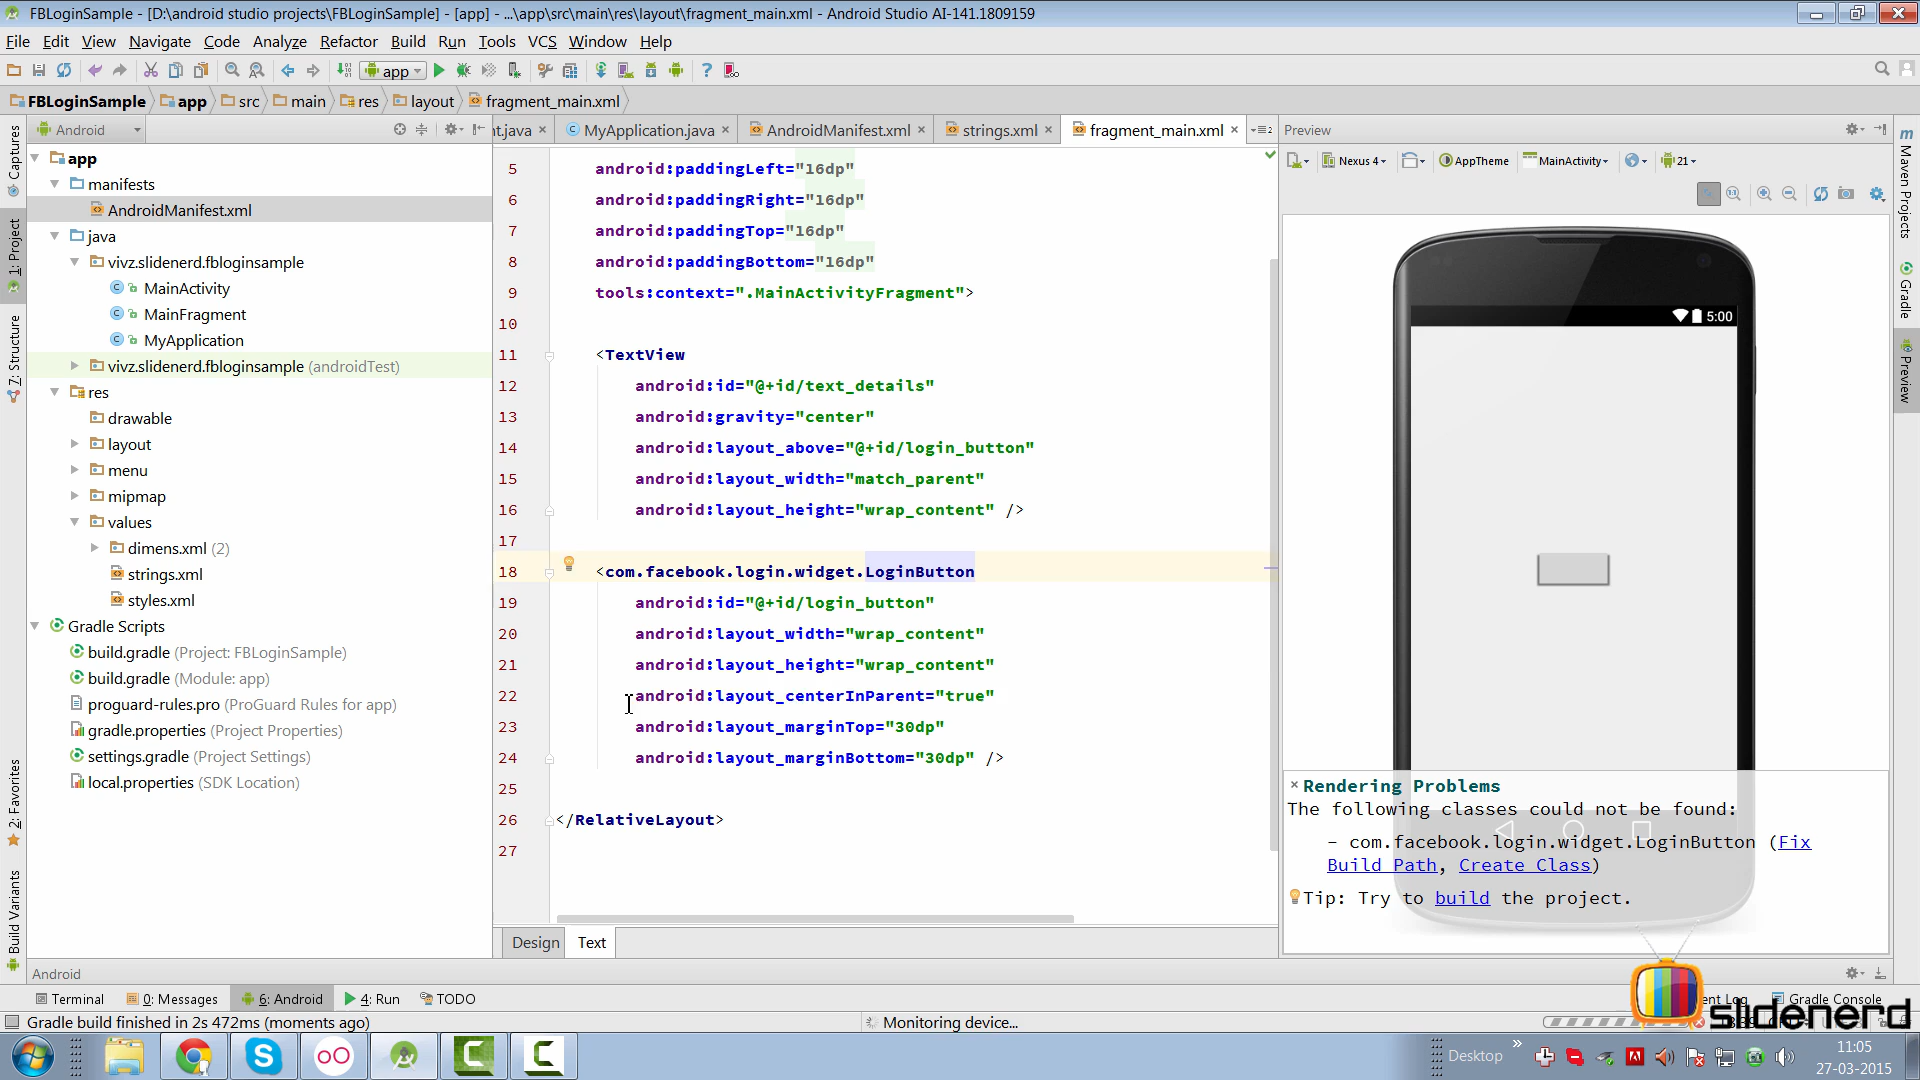 FBLoginSample - [D:\android studio projects\FBLoginSample] - [app] - ...\app\src\main\res\layout\fragment_main.xml - Android Studio AI-141.1809159
File Edit View Navigate Code Analyze Refactor Build Run Tools VCS Window Help
app
FBLoginSample app src main res layout fragment_main.xml
Android
nt.java MyApplication.java AndroidManifest.xml strings.xml fragment_main.xml
Preview
Nexus 4 AppTheme MainActivity 21
Captures
1: Project
7: Structure
2: Favorites
Build Variants
app
manifests
AndroidManifest.xml
java
vivz.slidenerd.fbloginsample
MainActivity
MainFragment
MyApplication
vivz.slidenerd.fbloginsample (androidTest)
res
drawable
layout
menu
mipmap
values
dimens.xml (2)
strings.xml
styles.xml
Gradle Scripts
build.gradle (Project: FBLoginSample)
build.gradle (Module: app)
proguard-rules.pro (ProGuard Rules for app)
gradle.properties (Project Properties)
settings.gradle (Project Settings)
local.properties (SDK Location)
5 android:paddingLeft="16dp"
6 android:paddingRight="16dp"
7 android:paddingTop="16dp"
8 android:paddingBottom="16dp"
9 tools:context=".MainActivityFragment">
10
11 <TextView
12 android:id="@+id/text_details"
13 android:gravity="center"
14 android:layout_above="@+id/login_button"
15 android:layout_width="match_parent"
16 android:layout_height="wrap_content" />
17
18 <com.facebook.login.widget.LoginButton
19 android:id="@+id/login_button"
20 android:layout_width="wrap_content"
21 android:layout_height="wrap_content"
22 android:layout_centerInParent="true"
23 android:layout_marginTop="30dp"
24 android:layout_marginBottom="30dp" />
25
26 </RelativeLayout>
27
Design Text
5:00
Rendering Problems
The following classes could not be found:
- com.facebook.login.widget.LoginButton (Fix
Build Path, Create Class)
Tip: Try to build the project.
m Maven Projects
Gradle
Preview
Android
Terminal 0: Messages 6: Android 4: Run TODO
ent Log Gradle Console
Gradle build finished in 2s 472ms (moments ago)
Monitoring device...
slidenerd
Desktop
11:05
27-03-2015